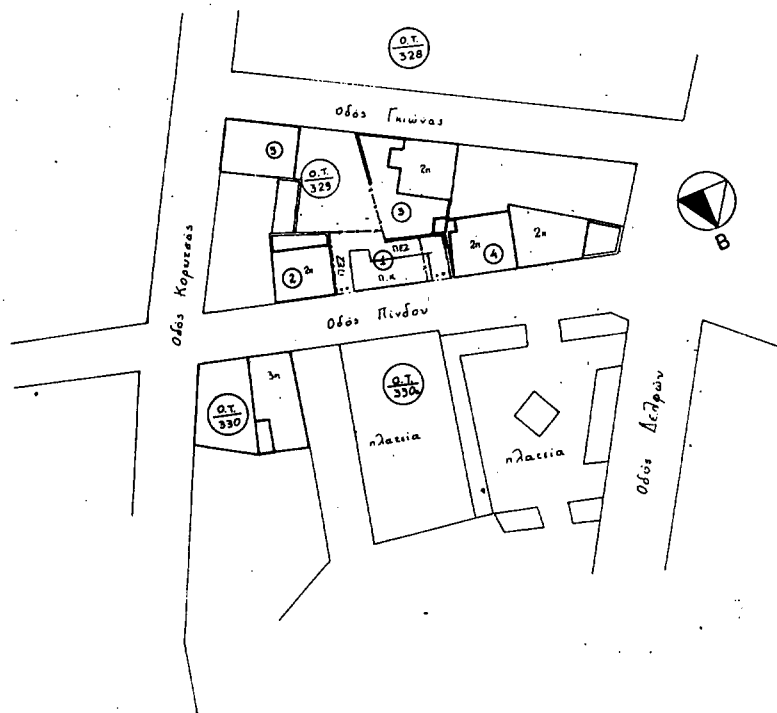 Ο.Τ.
328
Οδός Γκιώνας
5
Ο.Τ.
329
2π
3
2π
4
2π
ΠΕΖ
ΠΕΖ
1
Π.Κ
2
2π
Β
Οδός Κορυτσάς
Οδός Πίνδου
3π
Ο.Τ.
330
Ο.Τ.
330α
πλατεία
πλατεία
Οδός Δελφών